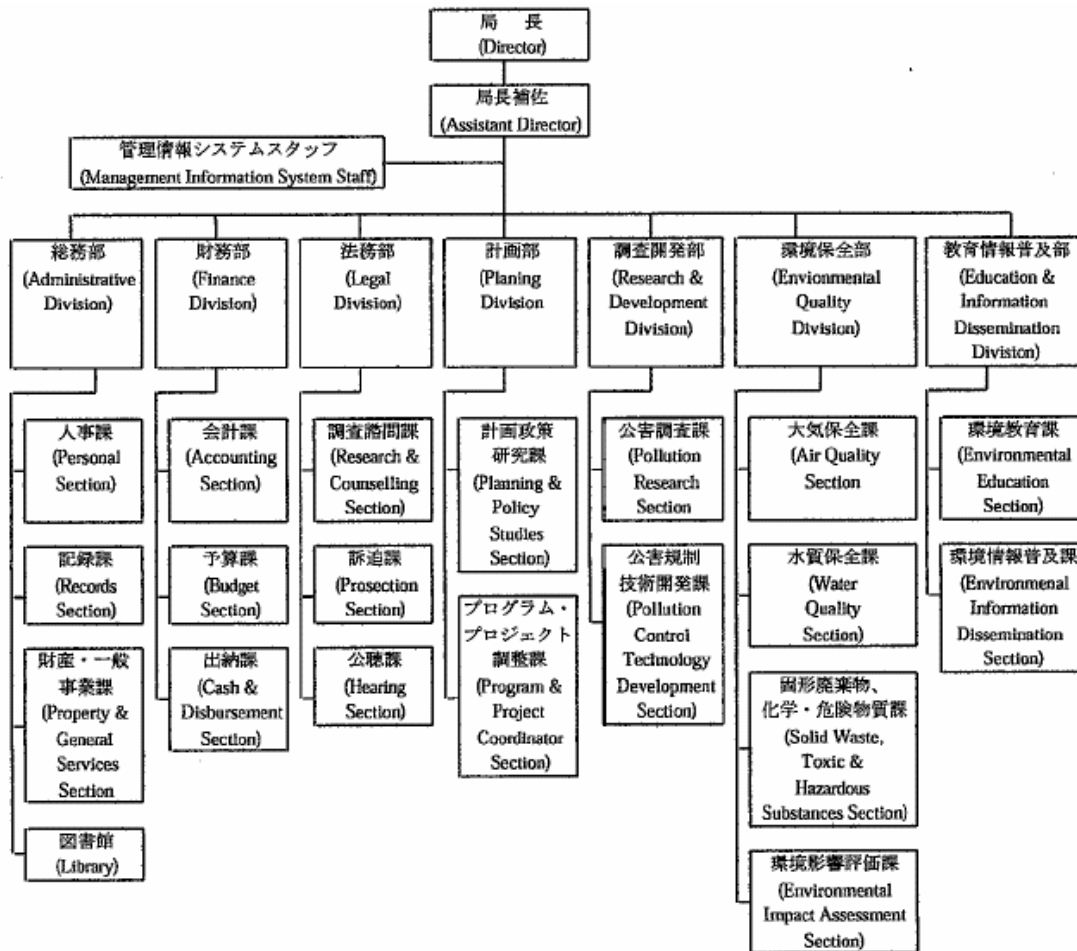 局　長
(Director)
局長補佐
(Assistant Director)
管理情報システムスタッフ
(Management Information System Staff)
総務部
(Administrative
Division)
財務部
(Finance
Division)
法務部
(Legal
Division)
計画部
(Planing
Division
調査開発部
(Research &
Development
Division)
環境保全部
(Envionmental
Quality
Division)
教育情報普及部
(Education &
Information
Dissemination
Division)
人事課
(Personal
Section)
記録課
(Records
Section)
財産・一般
事業課
(Property &
General
Services
Section
図書館
(Library)
会計課
(Accounting
Section)
予算課
(Budget
Section)
出納課
(Cash &
Disbursement
Section)
調査諮問課
(Research &
Counselling
Section)
訴追課
(Prosection
Section)
公聴課
(Hearing
Section)
計画政策
研究課
(Planning &
Policy
Studies
Section)
プログラム・
プロジェクト
調整課
(Program &
Project
Coordinator
Section)
公害調査課
(Pollution
Research
Section
公害規制
技術開発課
(Pollution
Control
Technology
Development
Section)
大気保全課
(Air Quality
Section
水質保全課
(Water
Quality
Section)
固形廃棄物、
化学・危険物質課
(Solid Waste,
Toxic &
Hazardous
Substances Section)
環境影響評価課
(Environmental
Impact Assessment
Section)
環境教育課
(Environmental
Education
Section)
環境情報普及課
(Environmenal
Information
Dissemination
Section)